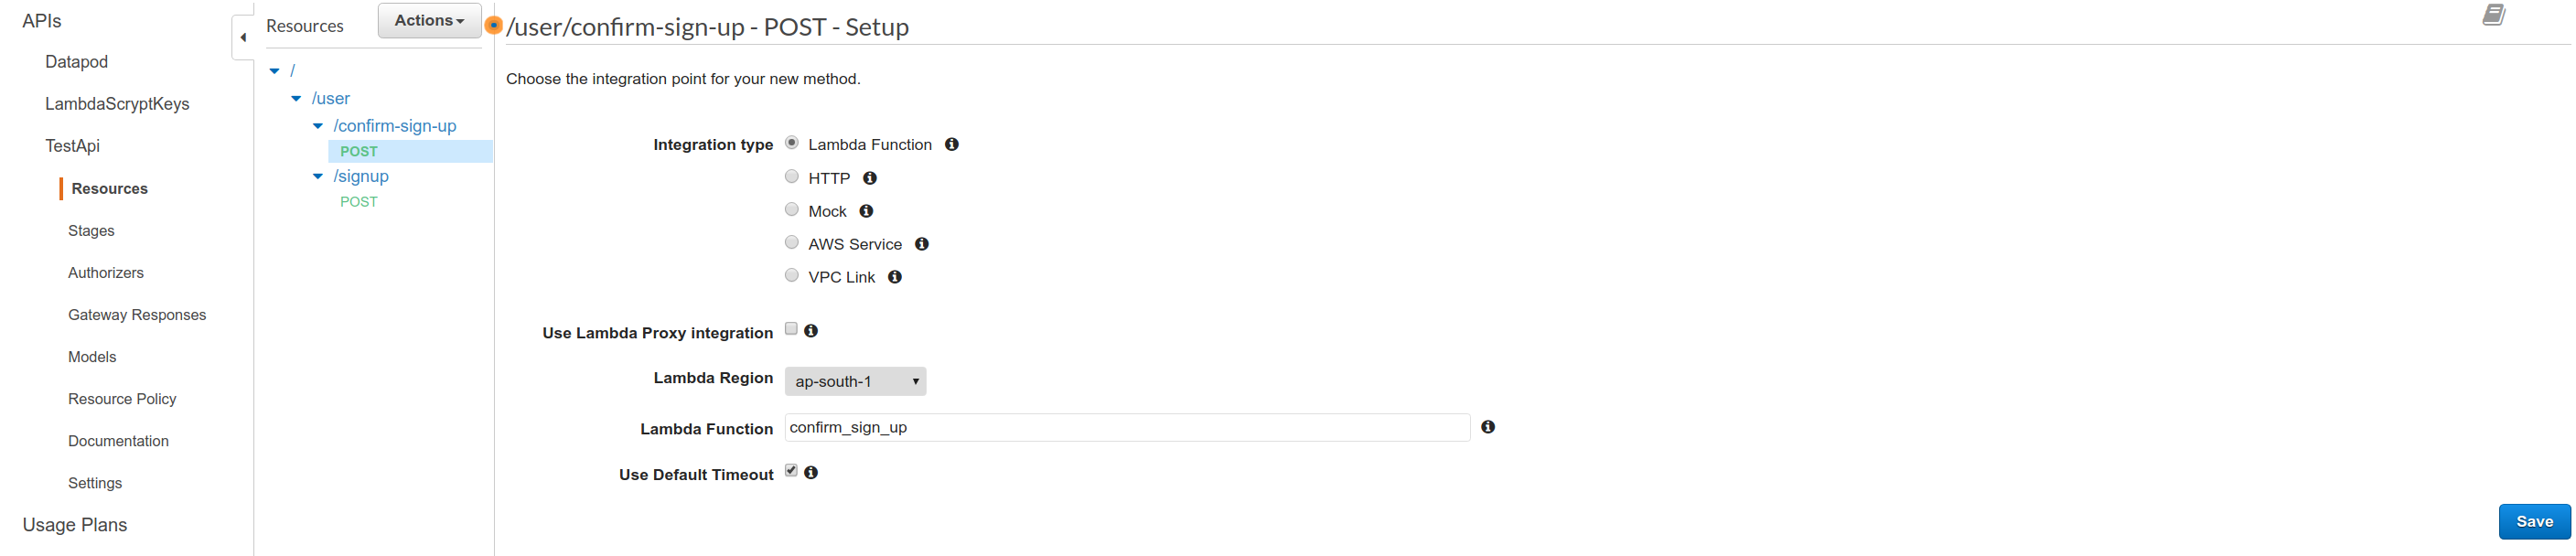 APIs
Datapod
LambdaScryptKeys
TestApi
Resources
Stages
Authorizers
Gateway Responses
Models
Resource Policy
Documentation
Settings
Usage Plans
Resources
Actions
/
/user
/confirm-sign-up
POST
/signup
POST
/user/confirm-sign-up - POST - Setup
Choose the integration point for your new method.
Integration type
Lambda Function
HTTP
Mock
AWS Service
VPC Link
Use Lambda Proxy integration
Lambda Region ap-south-1
Lambda Function confirm_sign_up
Use Default Timeout
Save